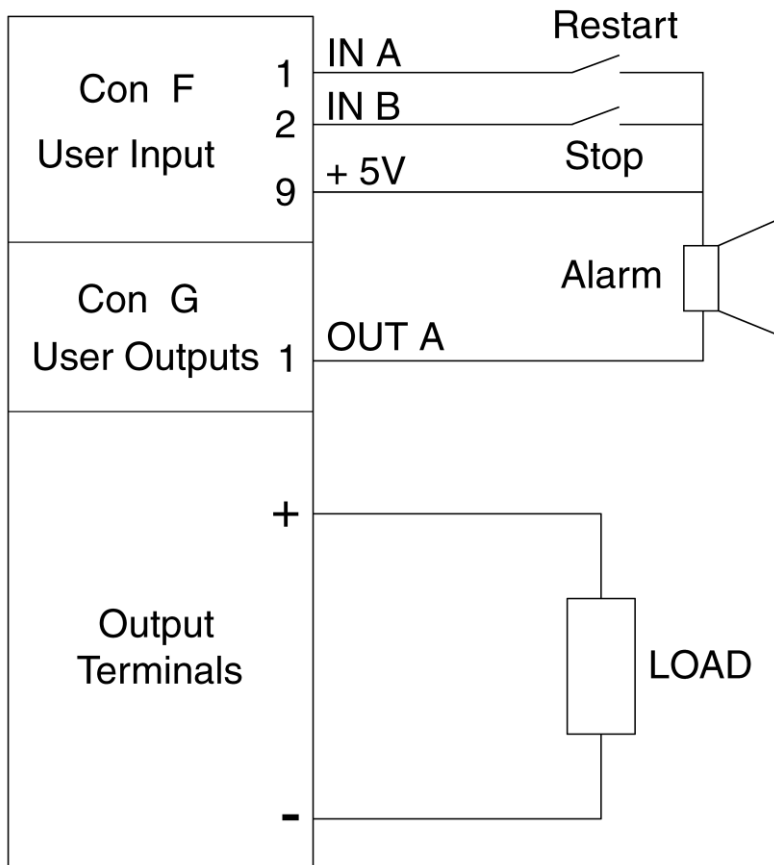 Restart
Con F
User Input
1
IN A
2
IN B
Stop
9
+ 5V
Con G
User Outputs 1
OUT A
Alarm
+
Output
Terminals
LOAD
-